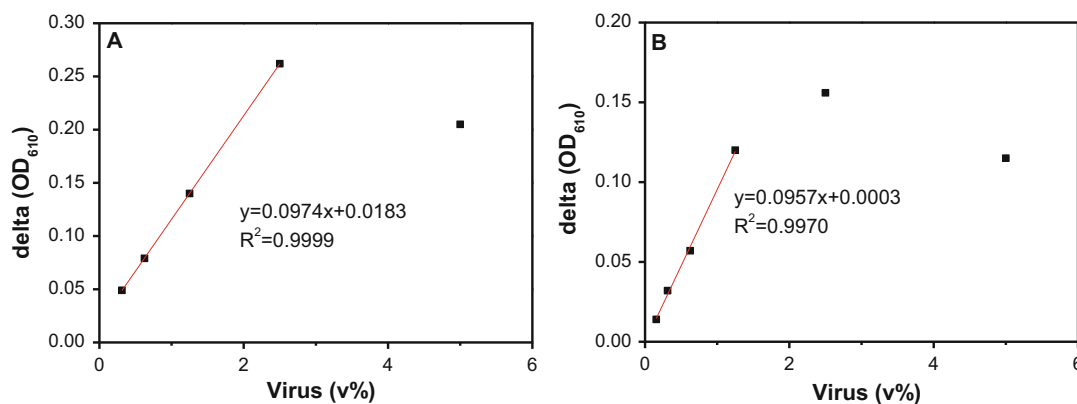 A
delta (OD610)
0.30
0.25
0.20
0.15
0.10
0.05
0.00
y=0.0974x+0.0183
R2=0.9999
0
2
4
6
Virus (v%)
B
delta (OD610)
0.20
0.15
0.10
0.05
0.00
y=0.0957x+0.0003
R2=0.9970
0
2
4
6
Virus (v%)